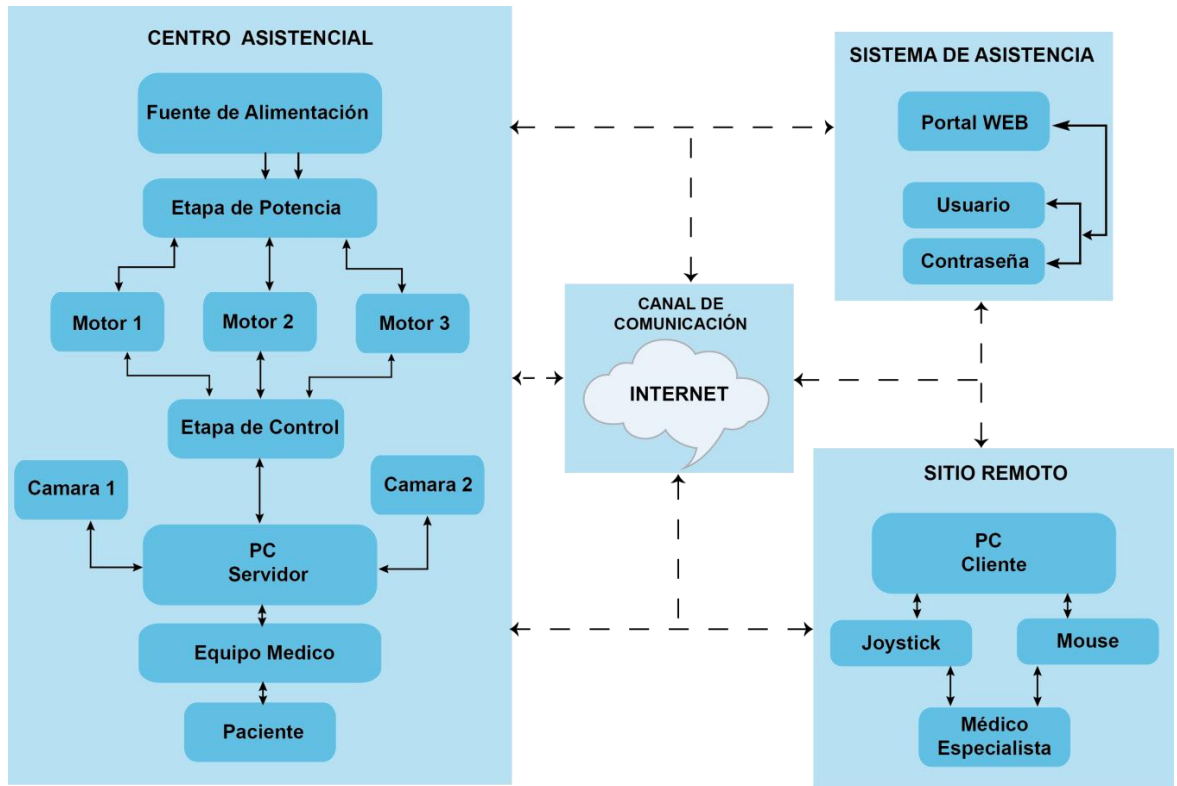 CENTRO ASISTENCIAL
Fuente de Alimentación
Etapa de Potencia
Motor 1
Motor 2
Motor 3
Etapa de Control
Camara 1
Camara 2
PC
Servidor
Equipo Medico
Paciente
CANAL DE
COMUNICACIÓN
INTERNET
SISTEMA DE ASISTENCIA
Portal WEB
Usuario
Contraseña
SITIO REMOTO
PC
Cliente
Joystick
Mouse
Médico
Especialista